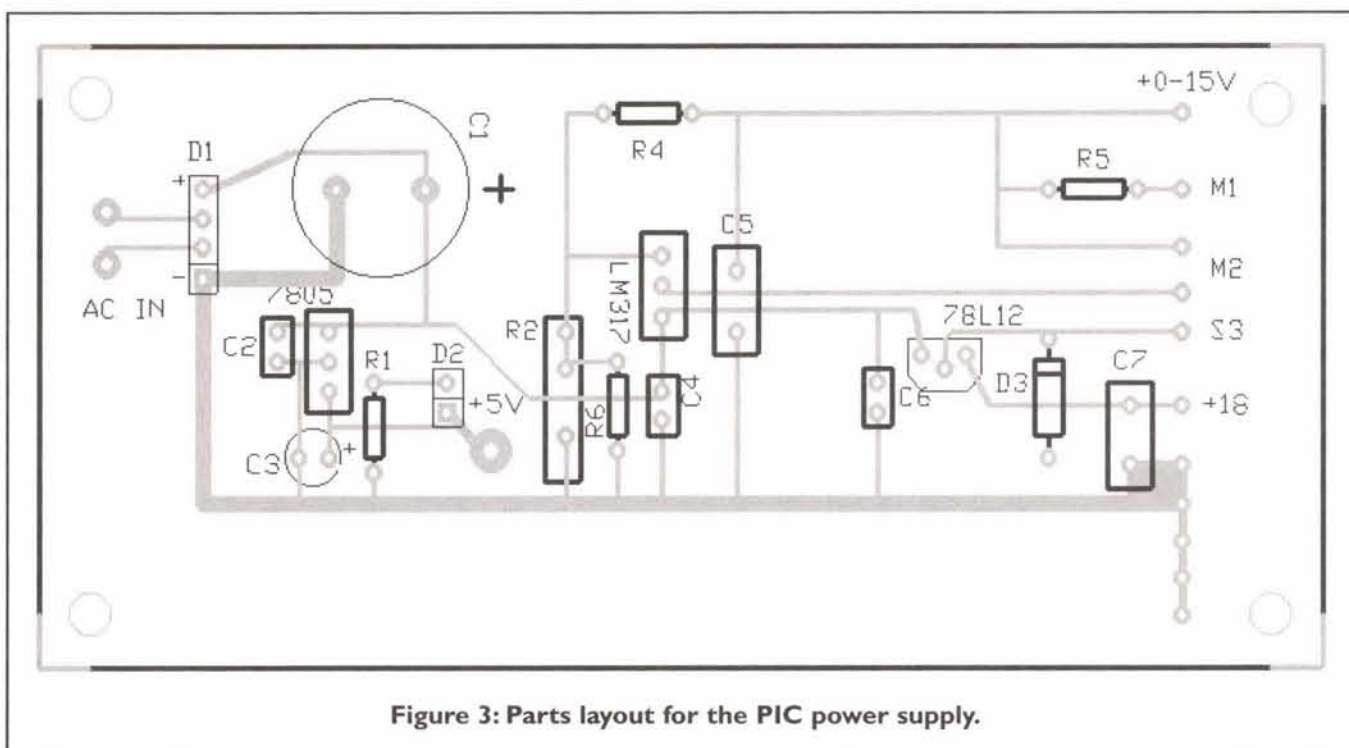 +0-15V
C1
D1
R4
R5
+
+
M1
C5
M2
-
LM317
AC IN
7805
R2
78L12
S3
C2
R1
D2
D3
C7
+5V
C4
C6
+18
R6
C3
+
Figure 3: Parts layout for the PIC power supply.